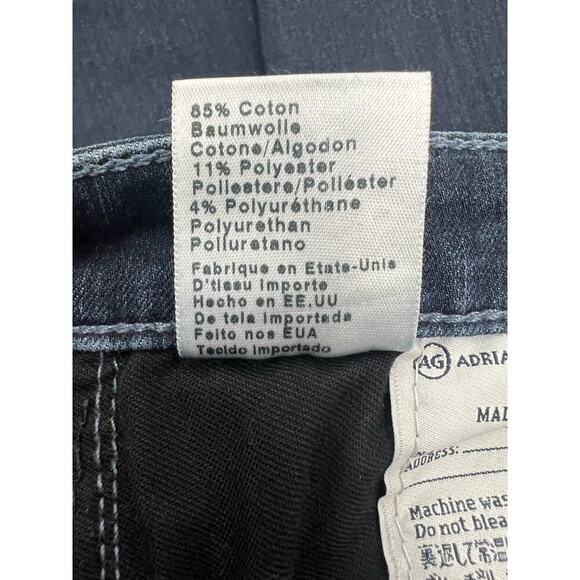 85% Coton
Baumwolle
Cotone/Algodon
11% Polyester
Poliestere/Poliéster
4% Polyuréthane
Polyurethan
Poliuretano
Fabrique en Etats-Unis
D'tissu importe
Hecho en EE.UU
De tela importado
Feito nos EUA
Tecido importado
AG ADRIA
MAD
ADDRESS:
Machine was
Do not blea
裏返して常温